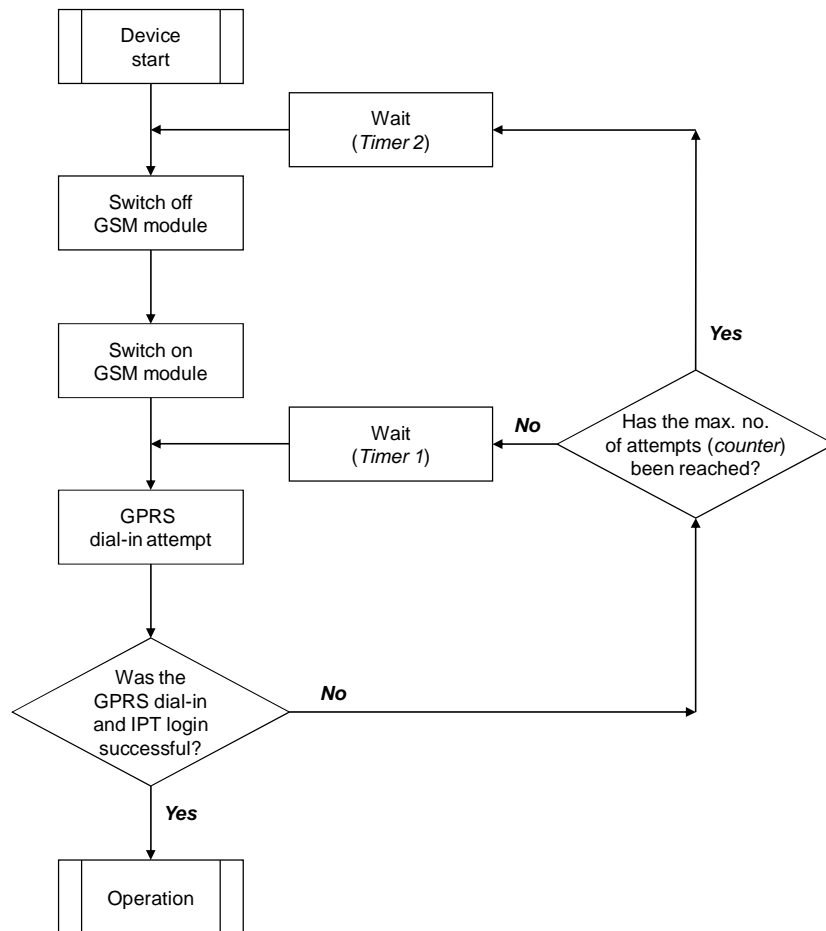 Device
start
Wait
(Timer 2)
Switch off
GSM module
Yes
Switch on
GSM module
Has the max. no.
of attempts (counter)
been reached?
No
Wait
(Timer 1)
GPRS
dial-in attempt
Was the
GPRS dial-in
and IPT login
successful?
No
Yes
Operation